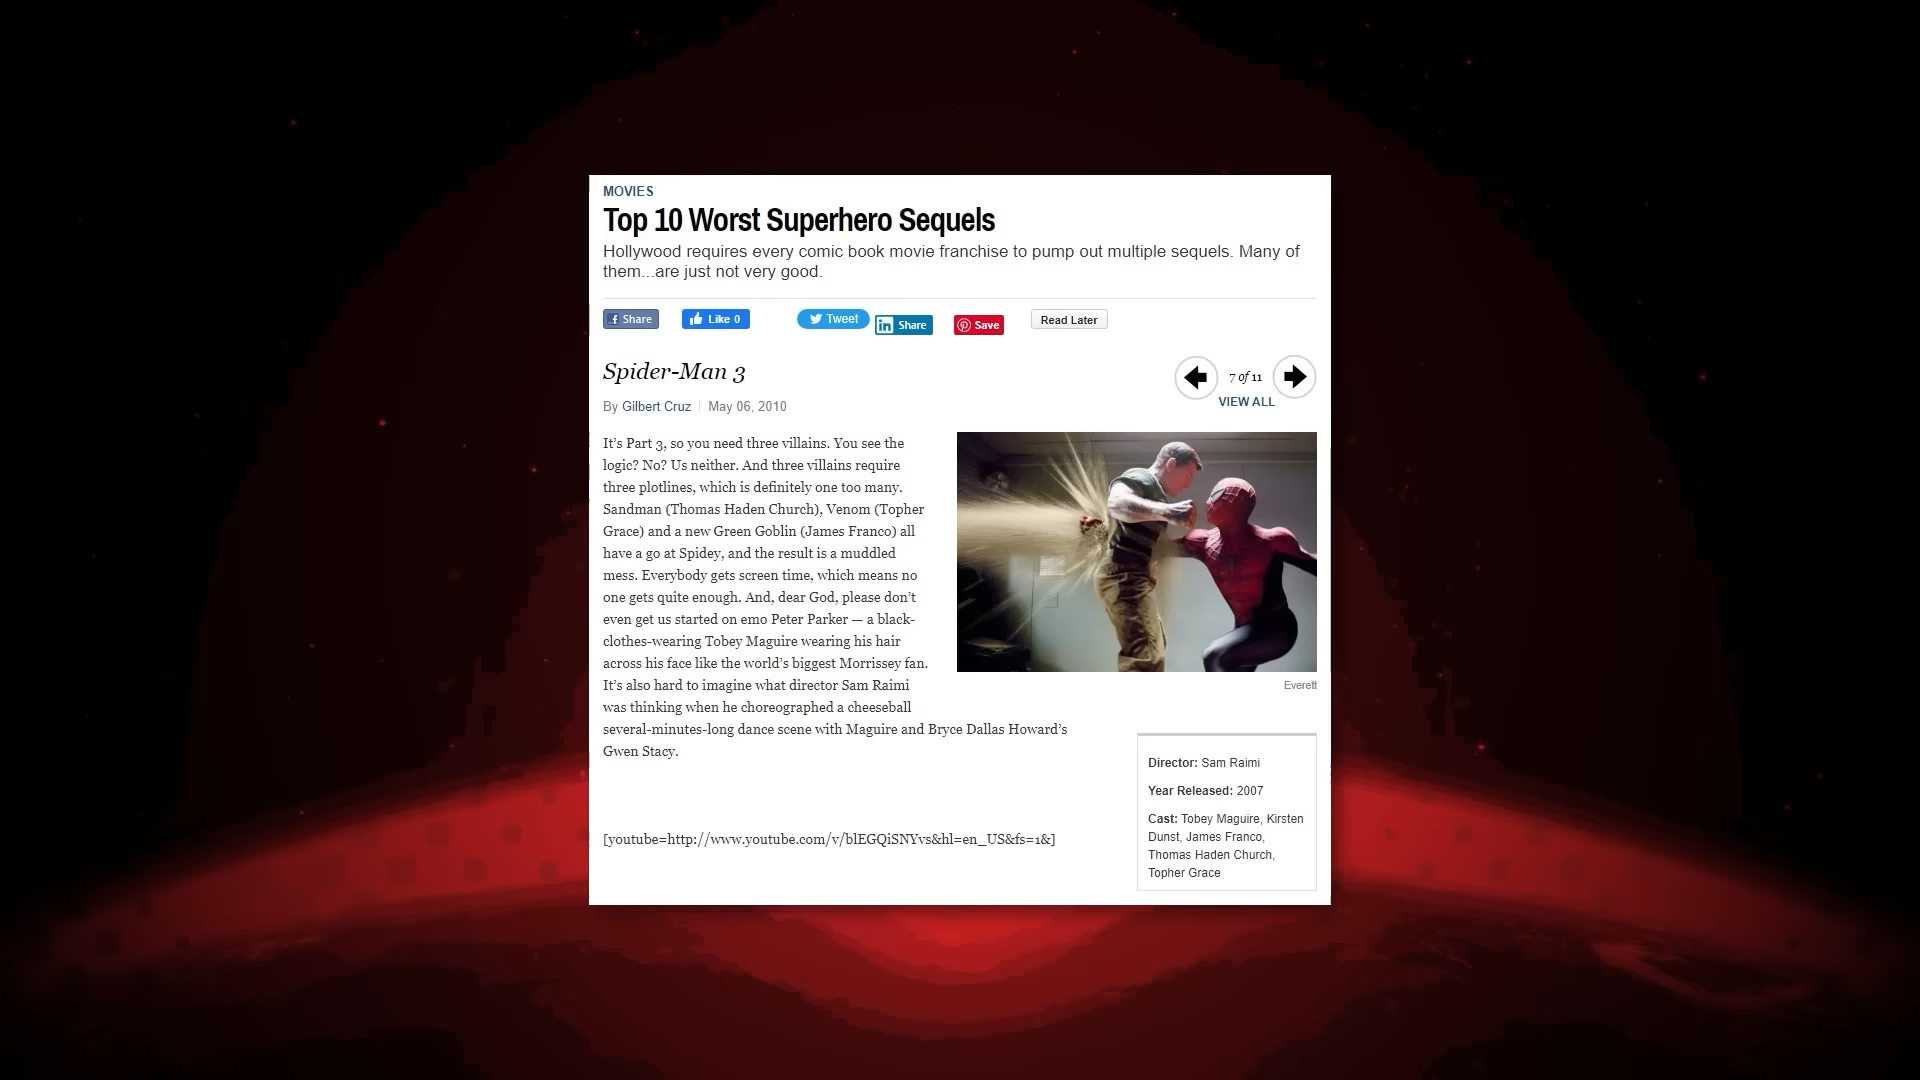 MOVIES
Top 10 Worst Superhero Sequels
Hollywood requires every comic book movie franchise to pump out multiple sequels. Many of
them...are just not very good.
Share
Like 0
Tweet
Share
Save
Read Later
Spider-Man 3
7 of 11
VIEW ALL
By Gilbert Cruz | May 06, 2010
It’s Part 3, so you need three villains. You see the
logic? No? Us neither. And three villains require
three plotlines, which is definitely one too many.
Sandman (Thomas Haden Church), Venom (Topher
Grace) and a new Green Goblin (James Franco) all
have a go at Spidey, and the result is a muddled
mess. Everybody gets screen time, which means no
one gets quite enough. And, dear God, please don’t
even get us started on emo Peter Parker — a black-
clothes-wearing Tobey Maguire wearing his hair
across his face like the world’s biggest Morrissey fan.
It’s also hard to imagine what director Sam Raimi
was thinking when he choreographed a cheeseball
several-minutes-long dance scene with Maguire and Bryce Dallas Howard’s
Gwen Stacy.
[youtube=http://www.youtube.com/v/blEGQiSNYvs&hl=en_US&fs=1&]
Everett
Director: Sam Raimi
Year Released: 2007
Cast: Tobey Maguire, Kirsten
Dunst, James Franco,
Thomas Haden Church,
Topher Grace